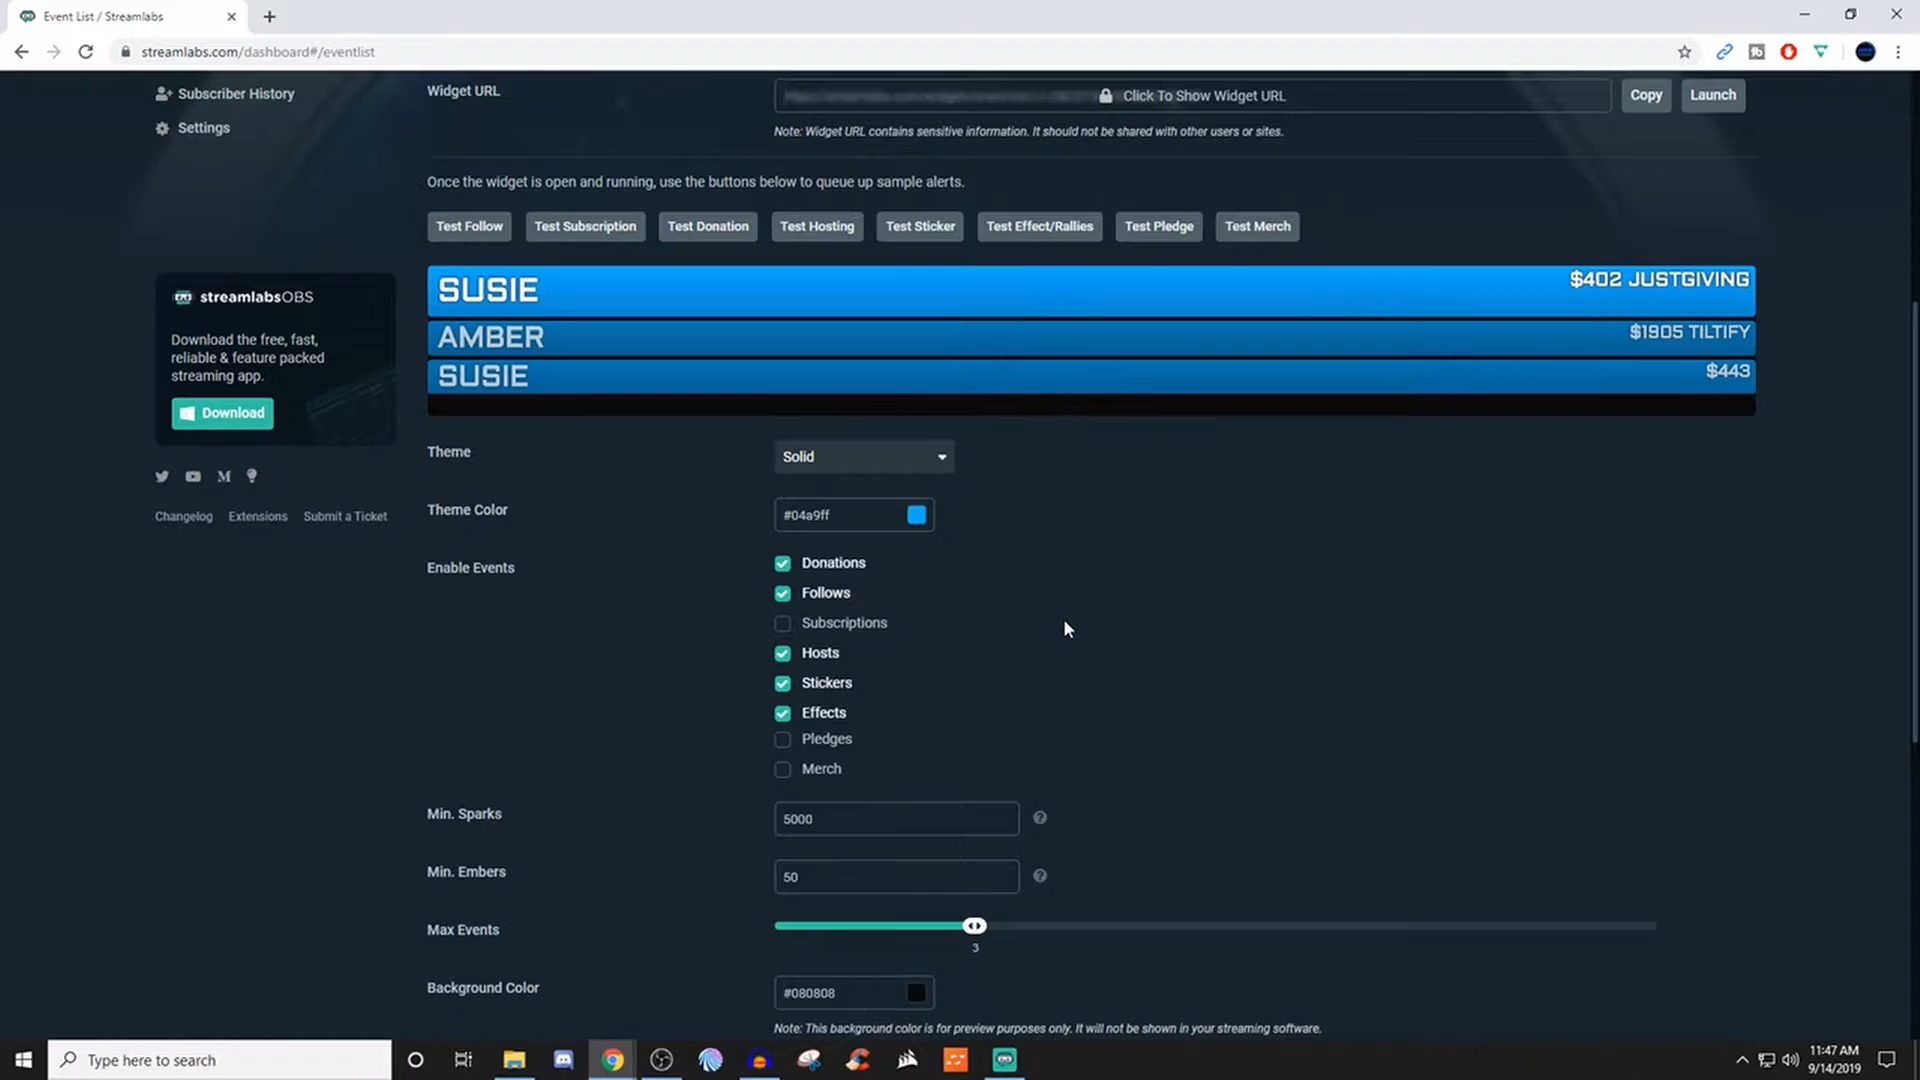 Event List / Streamlabs
streamlabs.com/dashboard#/eventlist
Subscriber History
Settings
Widget URL
Click To Show Widget URL
Copy
Launch
Note: Widget URL contains sensitive information. It should not be shared with other users or sites.
Once the widget is open and running, use the buttons below to queue up sample alerts.
Test Follow
Test Subscription
Test Donation
Test Hosting
Test Sticker
Test Effect/Rallies
Test Pledge
Test Merch
SUSIE
$402 JUSTGIVING
AMBER
$1905 TILTIFY
SUSIE
$443
streamlabsOBS
Download the free, fast,
reliable & feature packed
streaming app.
Download
Changelog
Extensions
Submit a Ticket
Theme
Solid
Theme Color
#04a9ff
Enable Events
Donations
Follows
Subscriptions
Hosts
Stickers
Effects
Pledges
Merch
Min. Sparks
5000
Min. Embers
50
Max Events
3
Background Color
#080808
Note: This background color is for preview purposes only. It will not be shown in your streaming software.
Type here to search
11:47 AM
9/14/2019